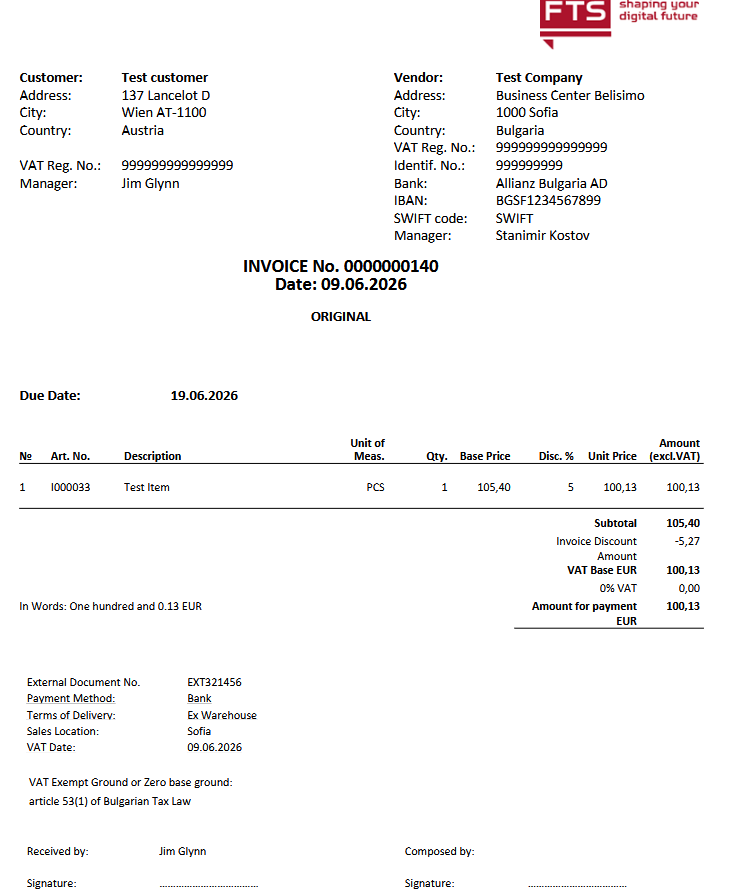 FTS shaping your
digital future
Customer: Test customer
Address: 137 Lancelot D
City: Wien AT-1100
Country: Austria
VAT Reg. No.: 999999999999999
Manager: Jim Glynn
Vendor: Test Company
Address: Business Center Belisimo
City: 1000 Sofia
Country: Bulgaria
VAT Reg. No.: 999999999999999
Identif. No.: 999999999
Bank: Allianz Bulgaria AD
IBAN: BGSF1234567899
SWIFT code: SWIFT
Manager: Stanimir Kostov
INVOICE No. 0000000140
Date: 09.06.2026
ORIGINAL
Due Date: 19.06.2026
№ Art. No. Description Unit of Meas. Qty. Base Price Disc. % Unit Price Amount (excl.VAT)
1 I000033 Test Item PCS 1 105,40 5 100,13 100,13
Subtotal 105,40
Invoice Discount Amount -5,27
VAT Base EUR 100,13
0% VAT 0,00
In Words: One hundred and 0.13 EUR
Amount for payment EUR 100,13
External Document No. EXT321456
Payment Method: Bank
Terms of Delivery: Ex Warehouse
Sales Location: Sofia
VAT Date: 09.06.2026
VAT Exempt Ground or Zero base ground:
article 53(1) of Bulgarian Tax Law
Received by: Jim Glynn
Composed by:
Signature: ....................................
Signature: ....................................